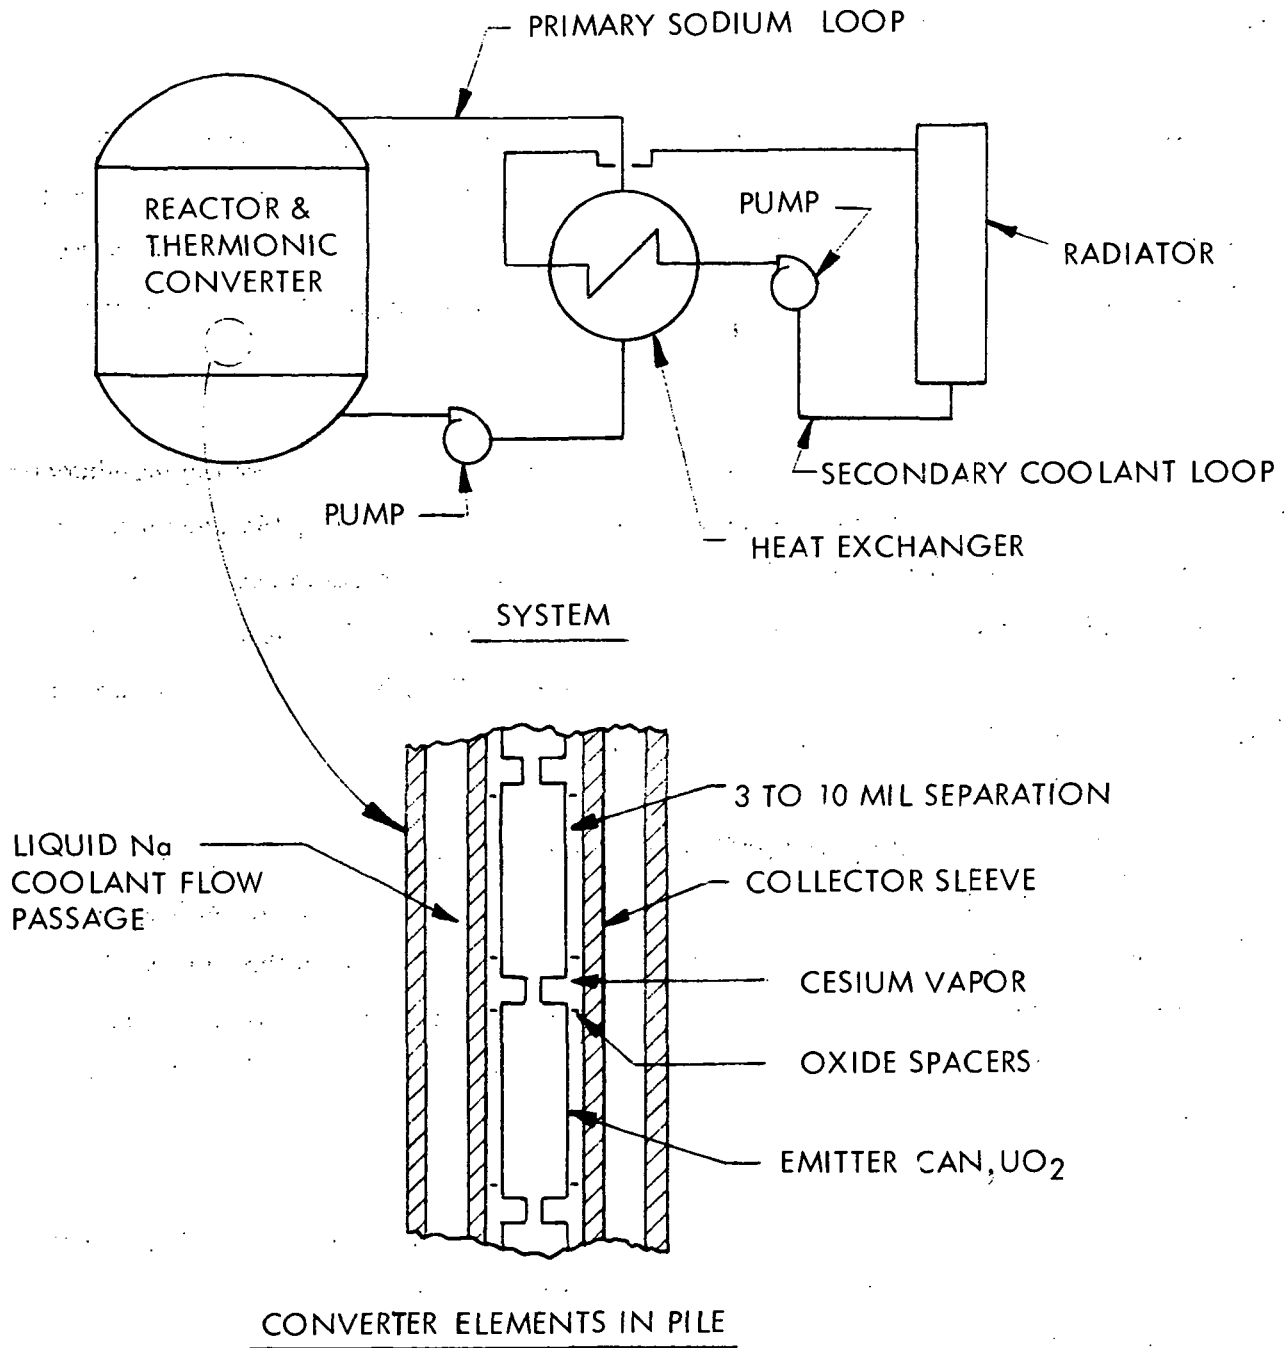 PRIMARY SODIUM LOOP
REACTOR &
THERMIONIC
CONVERTER
PUMP
RADIATOR
PUMP
SECONDARY COOLANT LOOP
HEAT EXCHANGER
SYSTEM
3 TO 10 MIL SEPARATION
LIQUID Na
COOLANT FLOW
PASSAGE
COLLECTOR SLEEVE
CESIUM VAPOR
OXIDE SPACERS
EMITTER CAN, UO2
CONVERTER ELEMENTS IN PILE